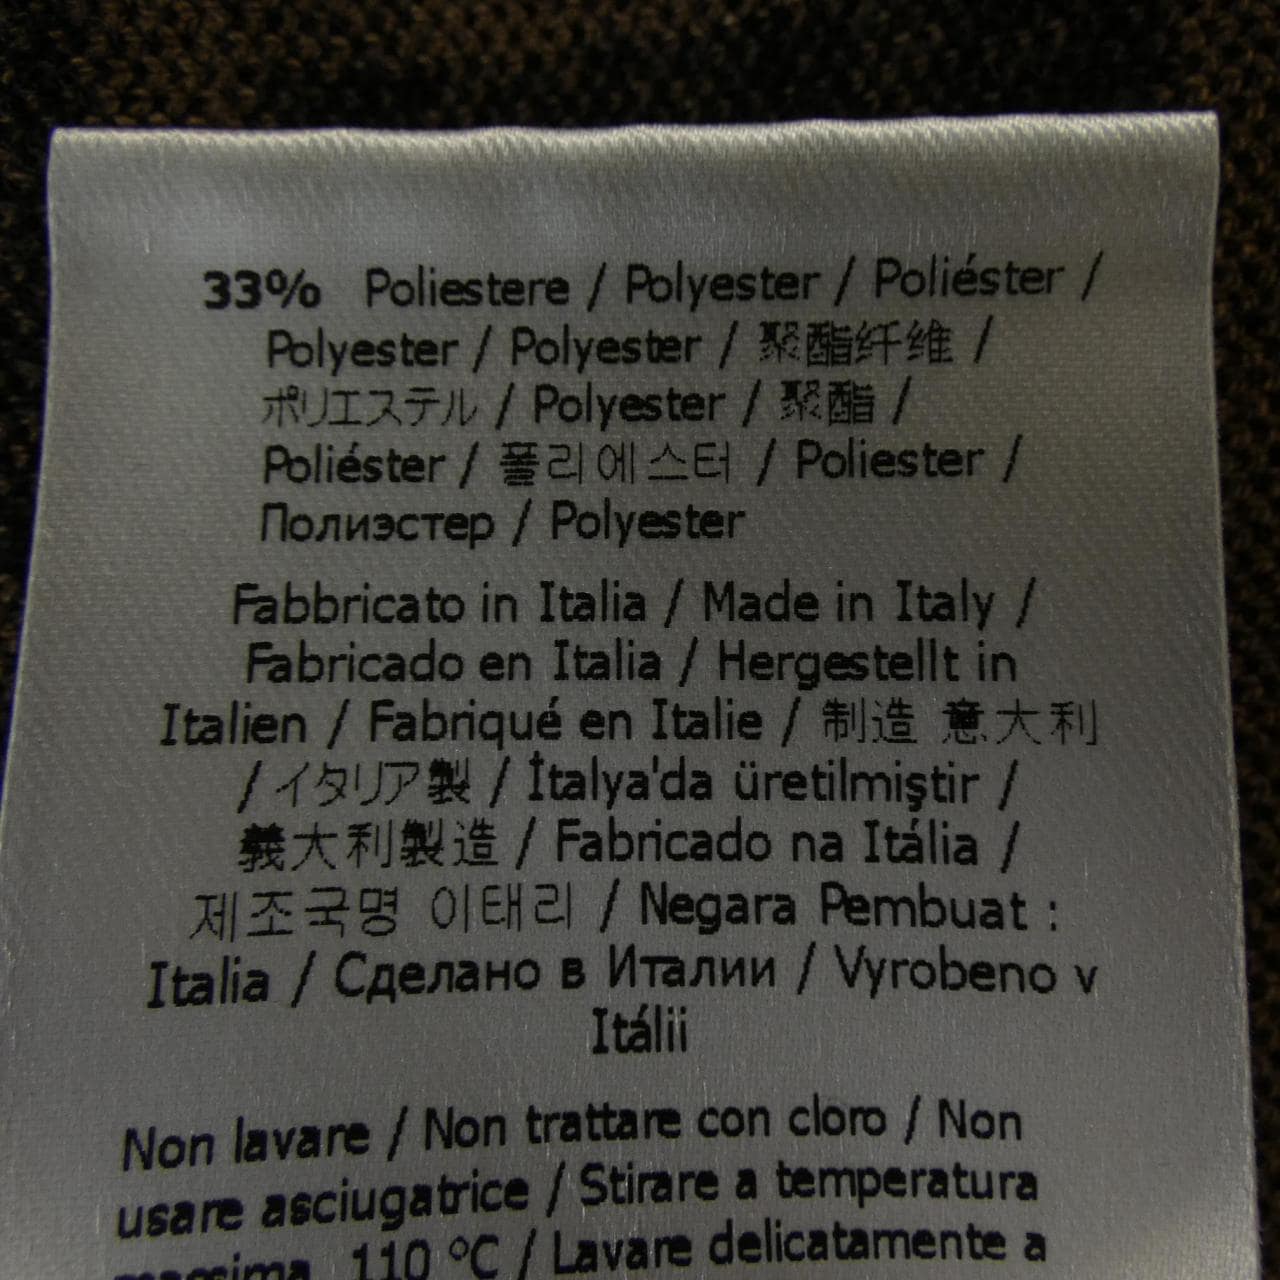 33% Poliestere / Polyester / Poliéster /
Polyester / Polyester / 聚酯纤维 /
ポリエステル / Polyester / 聚酯 /
Poliéster / 폴리에스터 / Poliester /
Полиэстер / Polyester
Fabbricato in Italia / Made in Italy /
Fabricado en Italia / Hergestellt in
Italien / Fabriqué en Italie / 制造 意大利
/ イタリア製 / İtalya'da üretilmiştir /
義大利製造 / Fabricado na Itália /
제조국명 이태리 / Negara Pembuat :
Italia / Сделано в Италии / Vyrobeno v
Itálii
Non lavare / Non trattare con cloro / Non
usare asciugatrice / Stirare a temperatura
massima 110 °C / Lavare delicatamente a